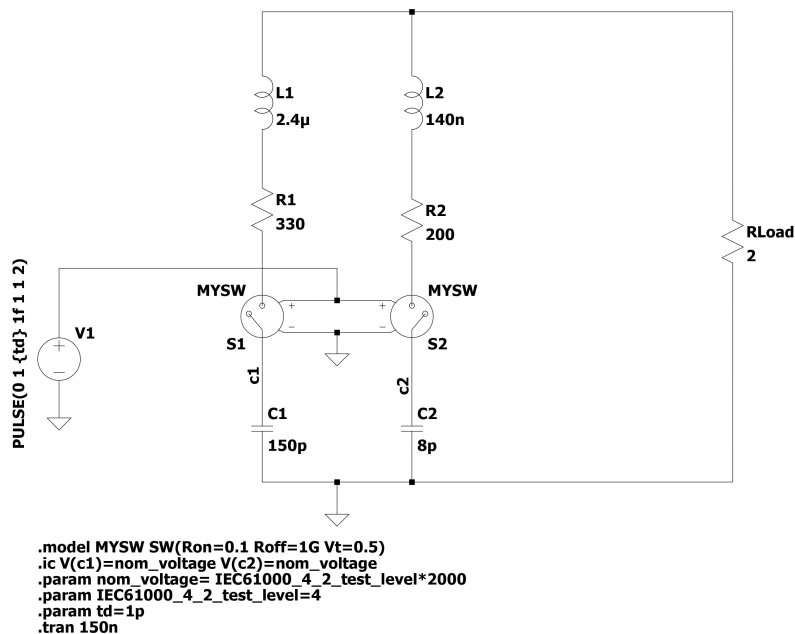 L1
2.4µ
L2
140n
R1
330
R2
200
RLoad
2
MYSW
+
−
S1
MYSW
+
−
S2
PULSE(0 1 {td} 1f 1 1 2)
V1
+
−
c1
c2
C1
150p
C2
8p
.model MYSW SW(Ron=0.1 Roff=1G Vt=0.5)
.ic V(c1)=nom_voltage V(c2)=nom_voltage
.param nom_voltage= IEC61000_4_2_test_level*2000
.param IEC61000_4_2_test_level=4
.param td=1p
.tran 150n